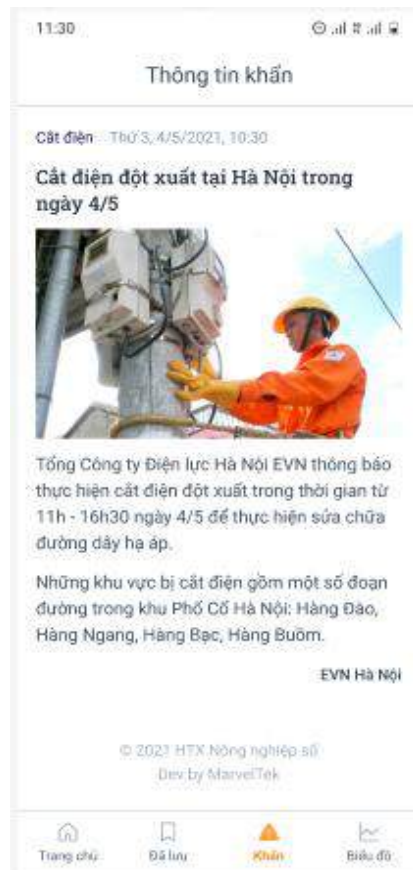 11:30
Thông tin khẩn
Cắt điện Thứ 3, 4/5/2021, 10:30
Cắt điện đột xuất tại Hà Nội trong
ngày 4/5
Tổng Công ty Điện lực Hà Nội EVN thông báo
thực hiện cắt điện đột xuất trong thời gian từ
11h - 16h30 ngày 4/5 để thực hiện sửa chữa
đường dây hạ áp.
Những khu vực bị cắt điện gồm một số đoạn
đường trong khu Phố Cổ Hà Nội: Hàng Đào,
Hàng Ngang, Hàng Bạc, Hàng Buồm.
EVN Hà Nội
© 2021 HTX Nông nghiệp số
Dev by MarvelTek
Trang chủ Đã lưu Khẩn Biểu đồ